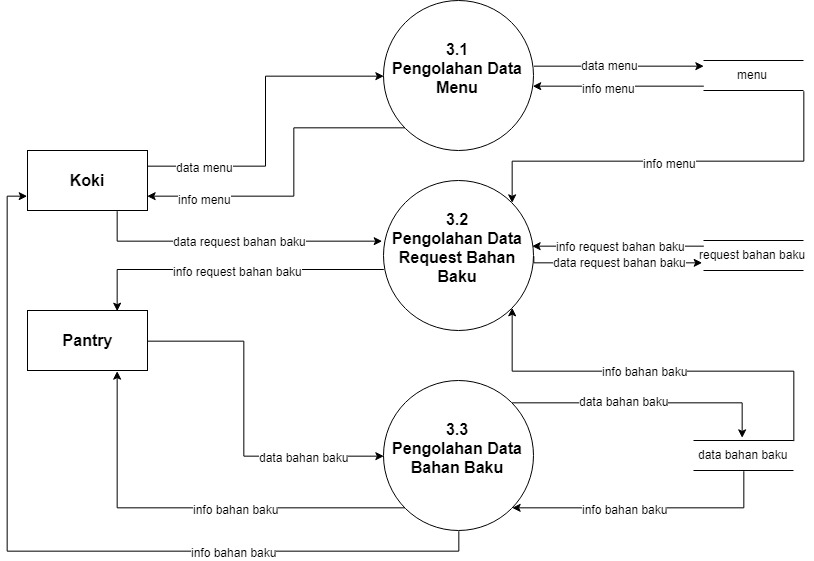 3.1
Pengolahan Data
Menu
data menu
menu
info menu
Koki
data menu
info menu
info menu
3.2
Pengolahan Data
Request Bahan
Baku
data request bahan baku
info request bahan baku
info request bahan baku
data request bahan baku
request bahan baku
Pantry
info bahan baku
data bahan baku
3.3
Pengolahan Data
Bahan Baku
data bahan baku
data bahan baku
info bahan baku
info bahan baku
info bahan baku